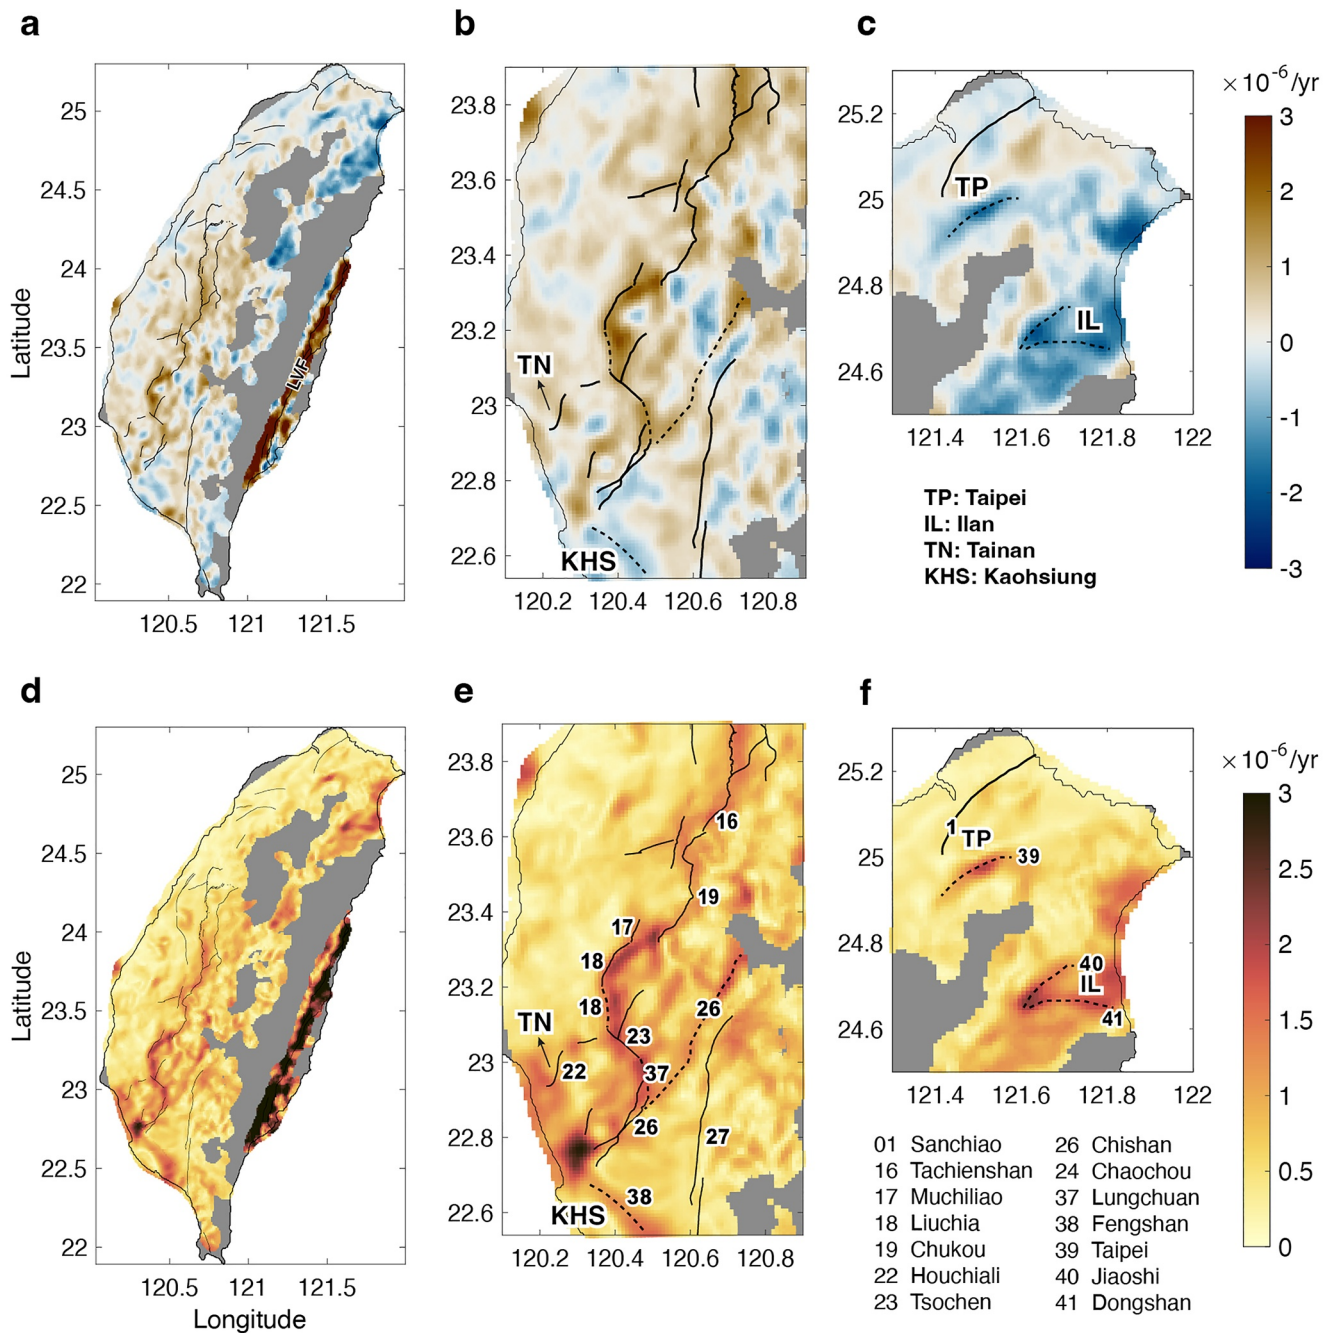 a
b
c
25
24.5
24
23.5
23
22.5
22
Latitude
120.5 121 121.5
LVF
23.8
23.6
23.4
23.2
23
22.8
22.6
120.2 120.4 120.6 120.8
TN
KHS
25.2
25
24.8
24.6
121.4 121.6 121.8 122
TP
IL
TP: Taipei
IL: Ilan
TN: Tainan
KHS: Kaohsiung
×10⁻⁶/yr
3
2
1
0
-1
-2
-3
d
e
f
25
24.5
24
23.5
23
22.5
22
Latitude
120.5 121 121.5
Longitude
23.8
23.6
23.4
23.2
23
22.8
22.6
120.2 120.4 120.6 120.8
16
19
17
18
18
26
TN
23
22
37
26
27
38
KHS
25.2
25
24.8
24.6
121.4 121.6 121.8 122
1
TP
39
40
IL
41
01 Sanchiao
16 Tachienshan
17 Muchiliao
18 Liuchia
19 Chukou
22 Houchiali
23 Tsochen
26 Chishan
24 Chaochou
37 Lungchuan
38 Fengshan
39 Taipei
40 Jiaoshi
41 Dongshan
×10⁻⁶/yr
3
2.5
2
1.5
1
0.5
0